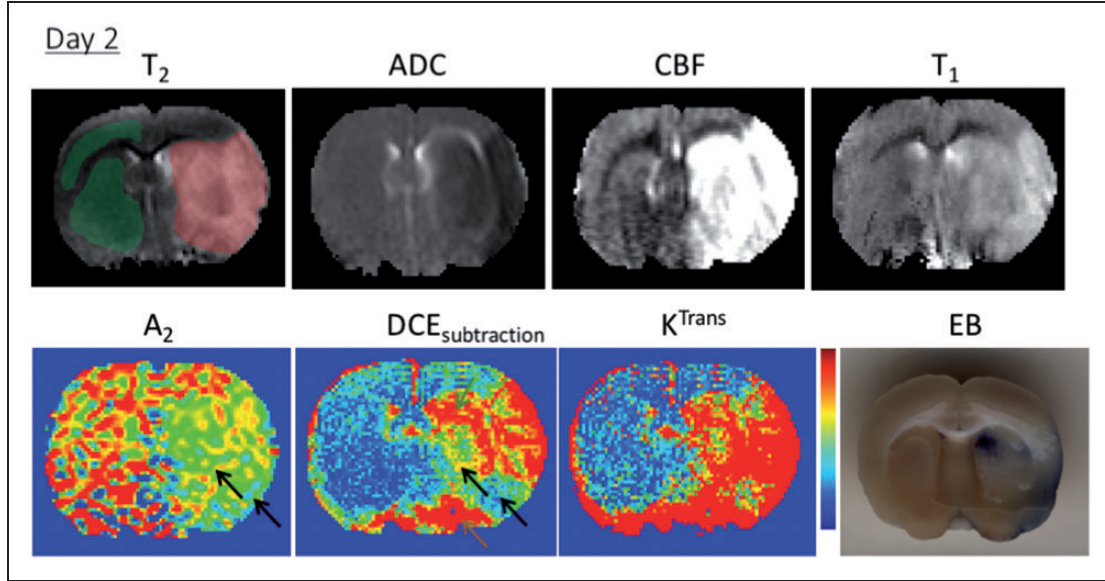 Day 2
T₂ ADC CBF T₁
A₂ DCEsubtraction Kᵀʳᵃⁿˢ EB